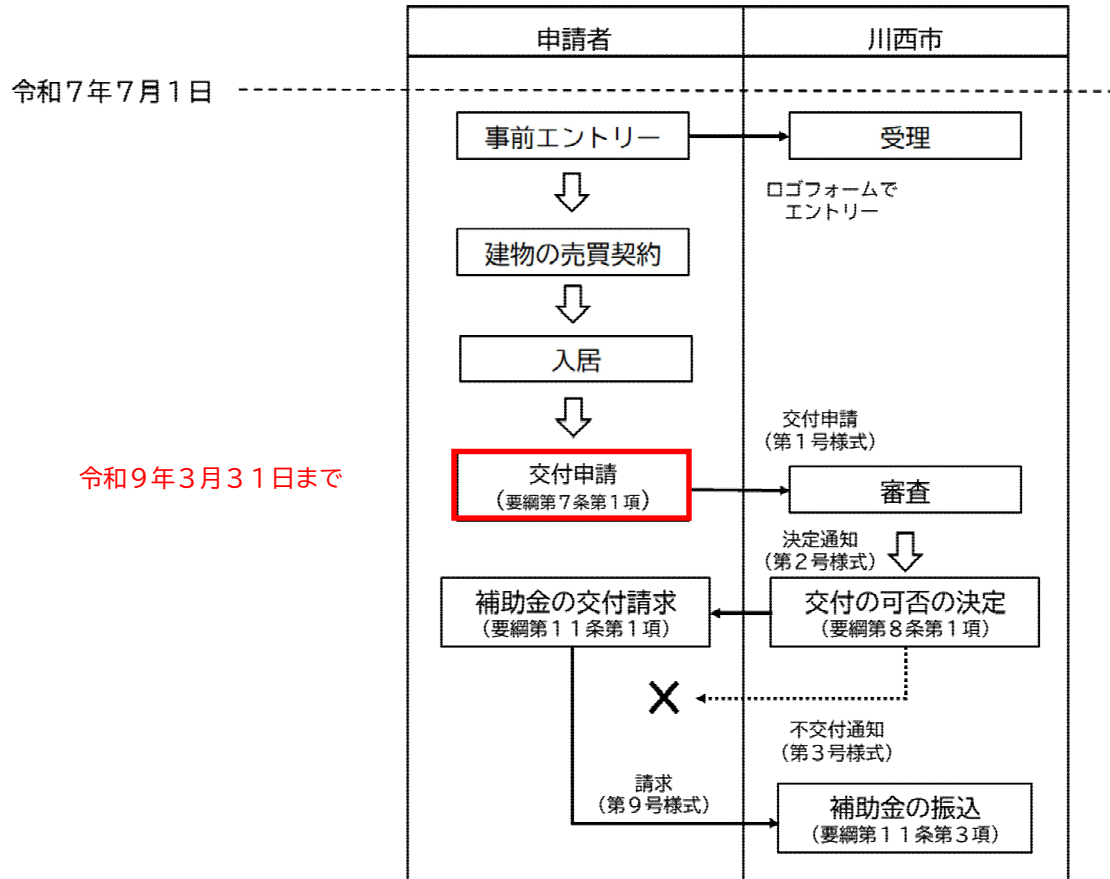 申請者
川西市
令和７年７月１日
事前エントリー
受理
ロゴフォームで
エントリー
建物の売買契約
入居
交付申請
（第１号様式）
令和９年３月３１日まで
交付申請
（要綱第７条第１項）
審査
決定通知
（第２号様式）
補助金の交付請求
（要綱第１１条第１項）
交付の可否の決定
（要綱第８条第１項）
不交付通知
（第３号様式）
請求
（第９号様式）
補助金の振込
（要綱第１１条第３項）